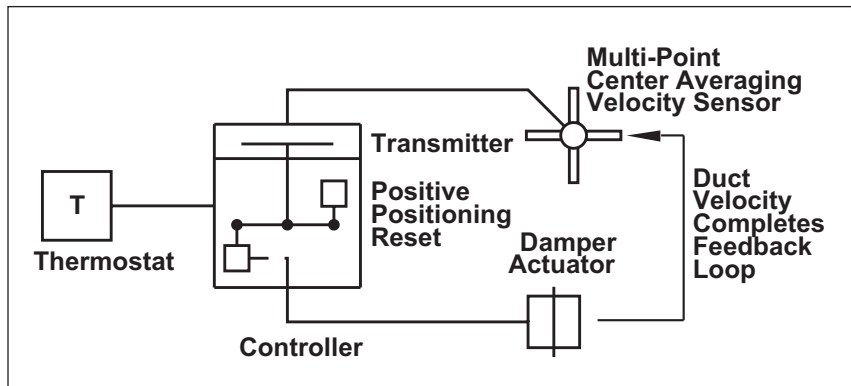 Multi-Point
Center Averaging
Velocity Sensor
Transmitter
T
Thermostat
Positive
Positioning
Reset
Duct
Velocity
Completes
Feedback
Loop
Damper
Actuator
Controller